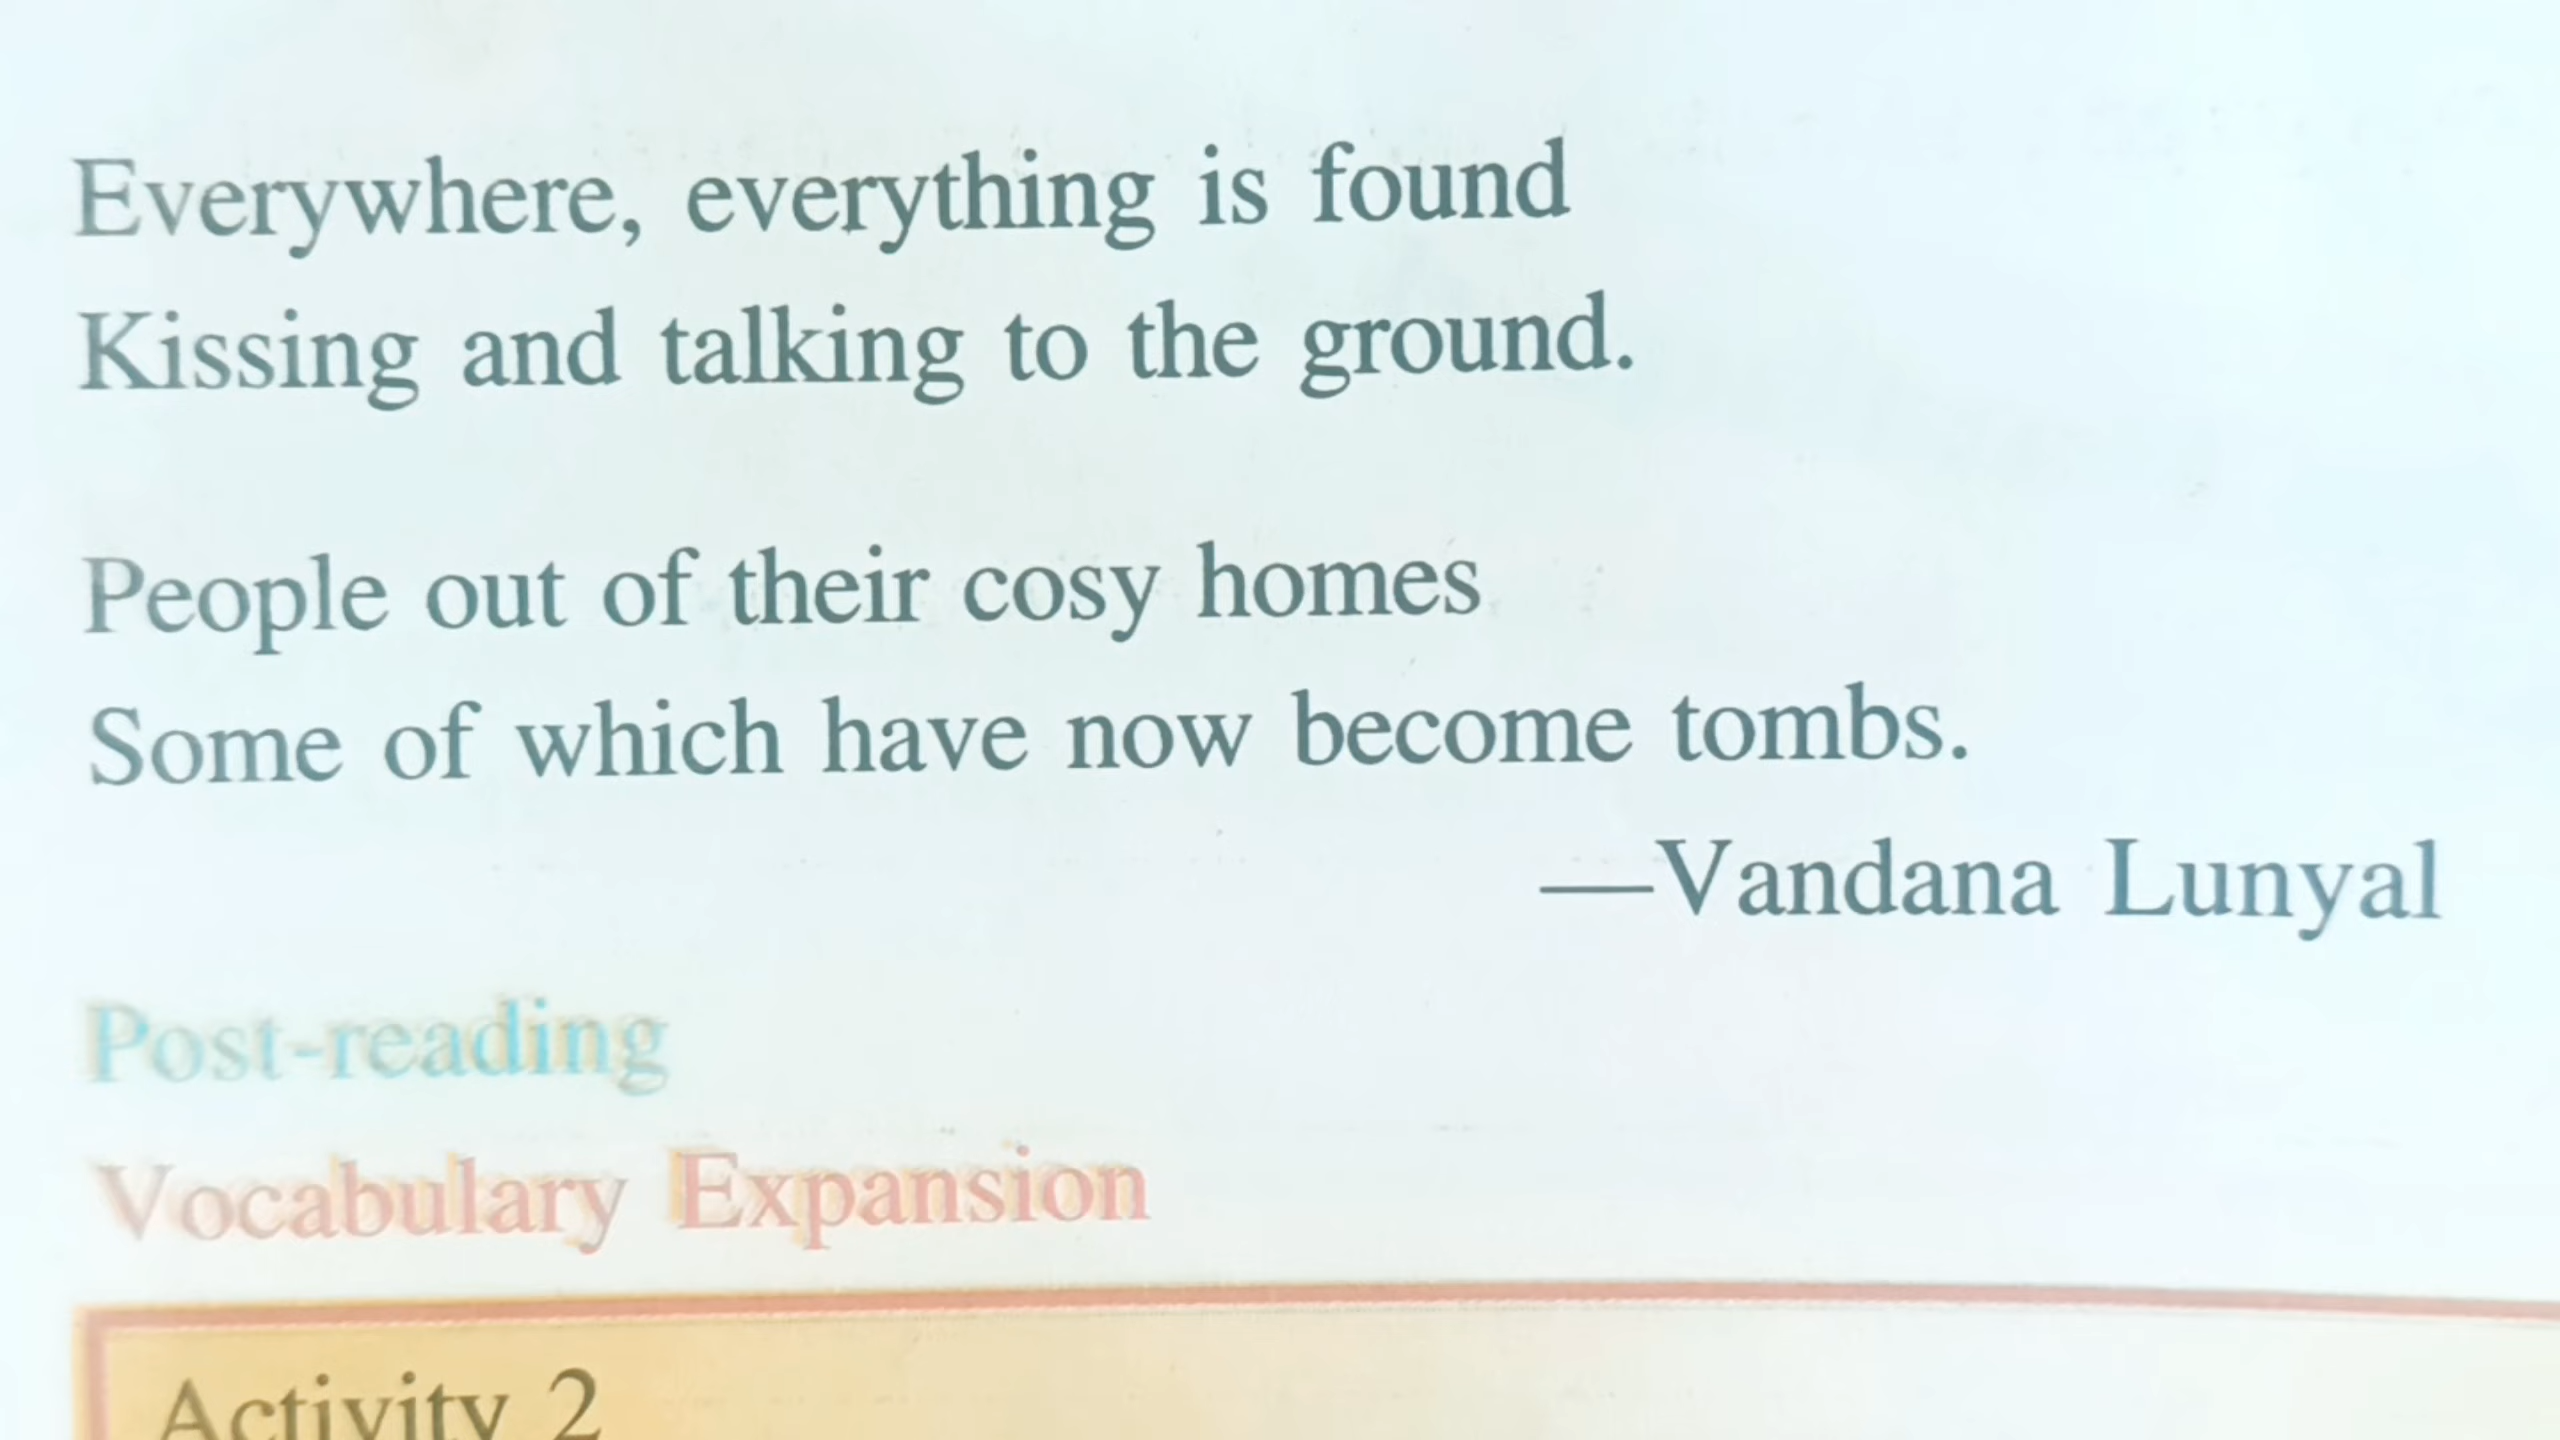 Everywhere, everything is found
Kissing and talking to the ground.
People out of their cosy homes
Some of which have now become tombs.
—Vandana Lunyal
Post-reading
Vocabulary Expansion
Activity 2